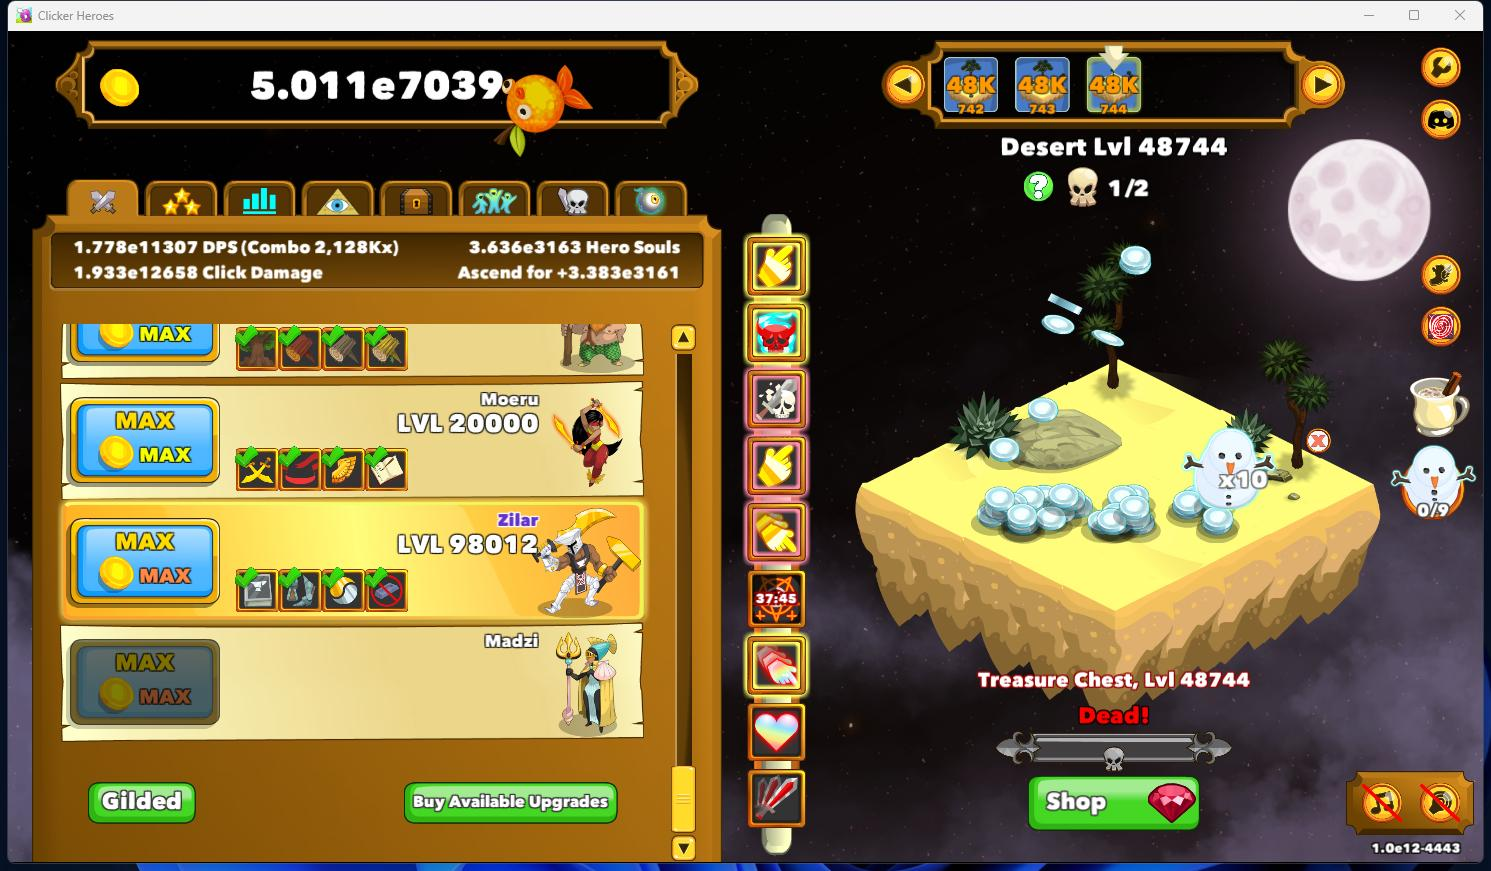 Clicker Heroes
5.011e7039
48K
742
48K
743
48K
744
Desert Lvl 48744
1/2
1.778e11307 DPS (Combo 2,128Kx)
3.636e3163 Hero Souls
1.933e12658 Click Damage
Ascend for +3.383e3161
MAX
Moeru
LVL 20000
MAX
MAX
Zilar
LVL 98012
MAX
MAX
Madzi
MAX
MAX
Gilded
Buy Available Upgrades
37:45
x10
0/9
Treasure Chest, Lvl 48744
Dead!
Shop
1.0e12-4443